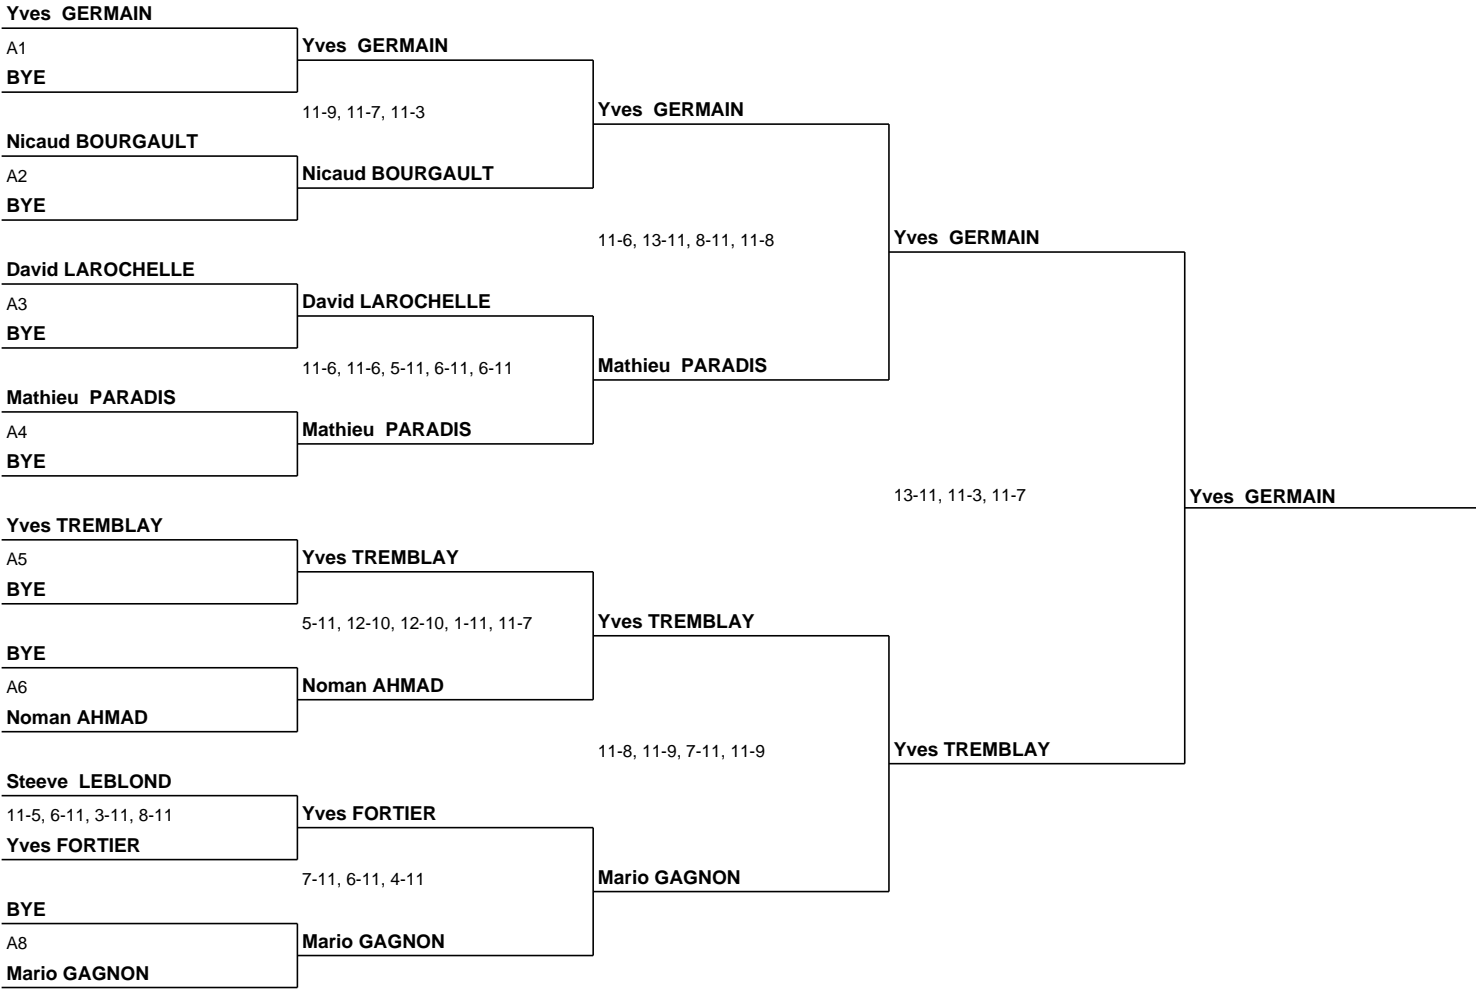 Yves GERMAIN
A1
BYE
Yves GERMAIN
11-9, 11-7, 11-3
Nicaud BOURGAULT
A2
BYE
Nicaud BOURGAULT
Yves GERMAIN
11-6, 13-11, 8-11, 11-8
David LAROCHELLE
A3
BYE
David LAROCHELLE
11-6, 11-6, 5-11, 6-11, 6-11
Mathieu PARADIS
A4
BYE
Mathieu PARADIS
Mathieu PARADIS
Yves GERMAIN
13-11, 11-3, 11-7
Yves GERMAIN
Yves TREMBLAY
A5
BYE
Yves TREMBLAY
5-11, 12-10, 12-10, 1-11, 11-7
BYE
A6
Noman AHMAD
Noman AHMAD
Yves TREMBLAY
11-8, 11-9, 7-11, 11-9
Yves TREMBLAY
Steeve LEBLOND
11-5, 6-11, 3-11, 8-11
Yves FORTIER
Yves FORTIER
7-11, 6-11, 4-11
BYE
A8
Mario GAGNON
Mario GAGNON
Mario GAGNON